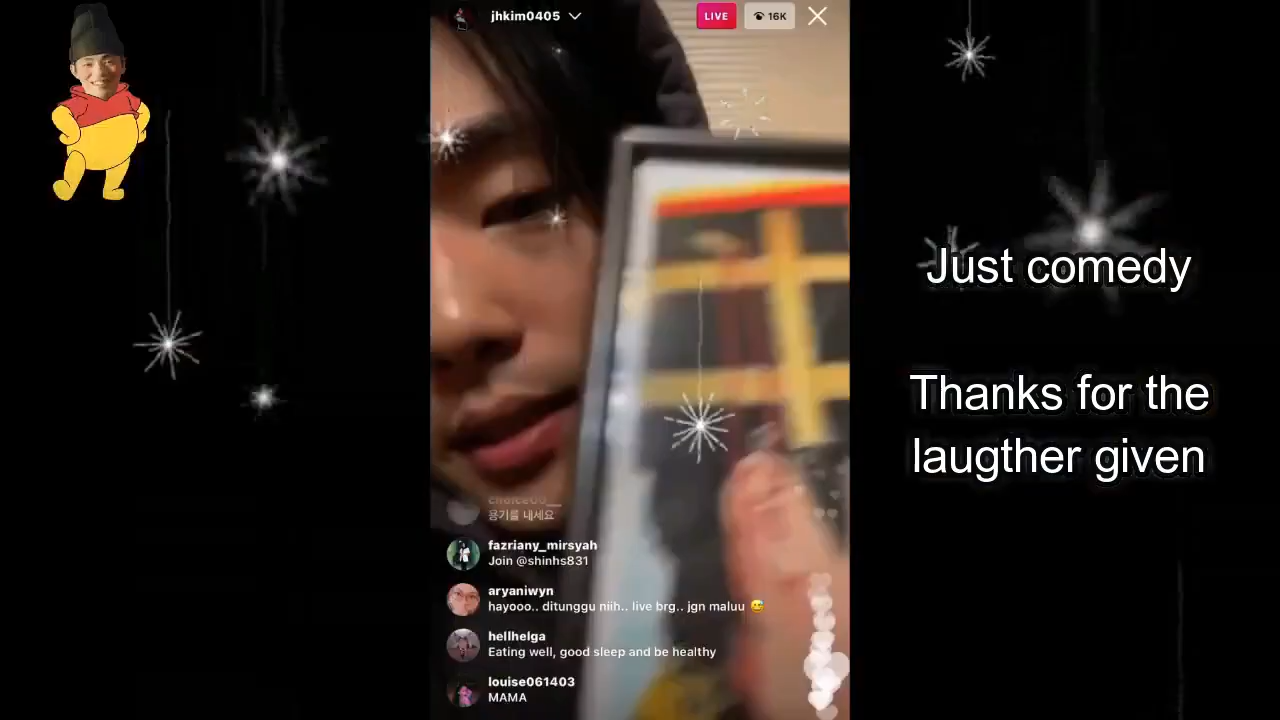 jhkim0405
LIVE
16K
용기를 내세요
fazriany_mirsyah
Join @shinhs831
aryaniwyn
hayooo.. ditunggu niih.. live brg.. jgn maluu 😅
hellhelga
Eating well, good sleep and be healthy
louise061403
MAMA
Just comedy
Thanks for the
laugther given